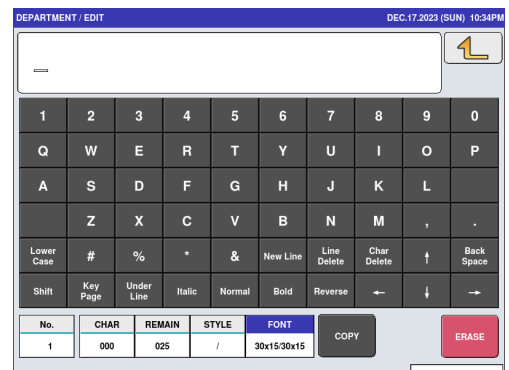 DEPARTMENT / EDIT DEC.17.2023 (SUN) 10:34PM
1 2 3 4 5 6 7 8 9 0
Q W E R T Y U I O P
A S D F G H J K L
Z X C V B N M , .
Lower Case # % * & New Line Line Delete Char Delete ↑ Back Space
Shift Key Page Under Line Italic Normal Bold Reverse ← ↓ →
No. CHAR REMAIN STYLE FONT COPY ERASE
1 000 025 / 30x15/30x15